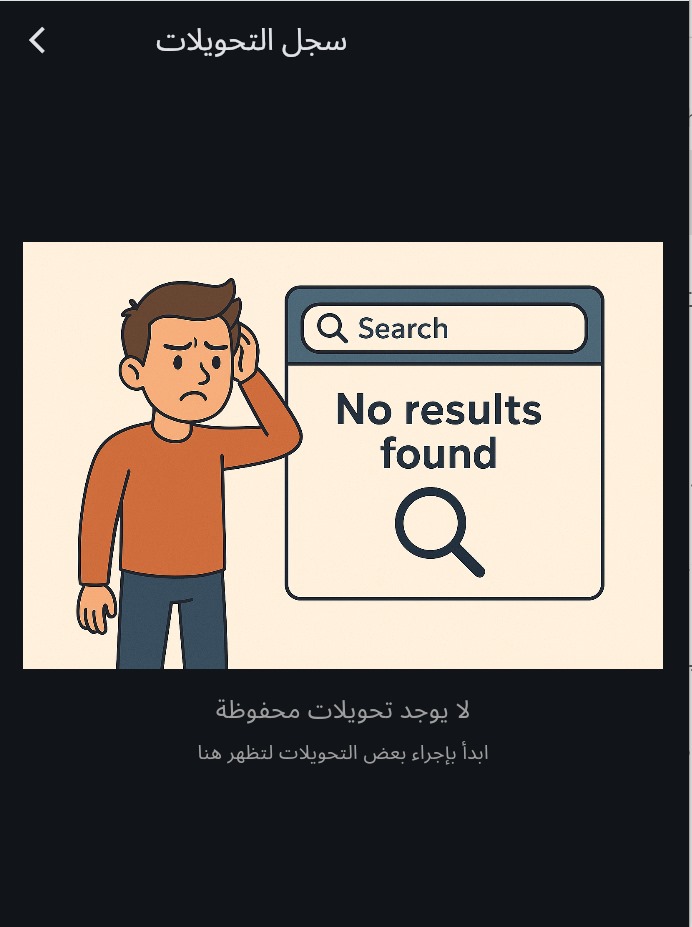 سجل التحويلات
Search
No results
found
لا يوجد تحويلات محفوظة
ابدأ بإجراء بعض التحويلات لتظهر هنا